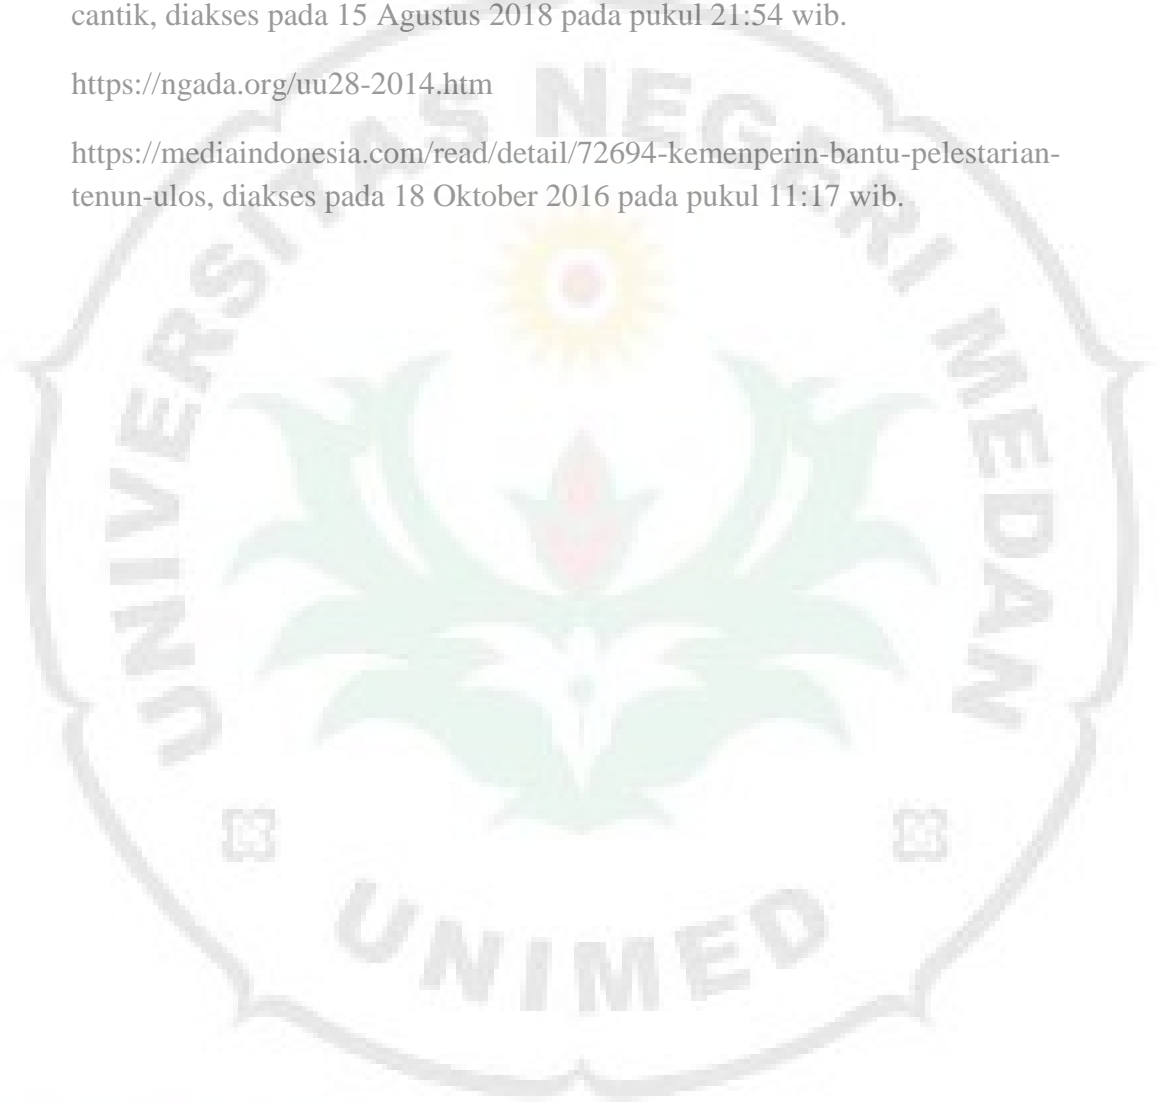 cantik, diakses pada 15 Agustus 2018 pada pukul 21:54 wib.
https://ngada.org/uu28-2014.htm
https://mediaindonesia.com/read/detail/72694-kemenperin-bantu-pelestarian-
tenun-ulos, diakses pada 18 Oktober 2016 pada pukul 11:17 wib.
UNIVERSITAS NEGERI MEDAN
UNIMED